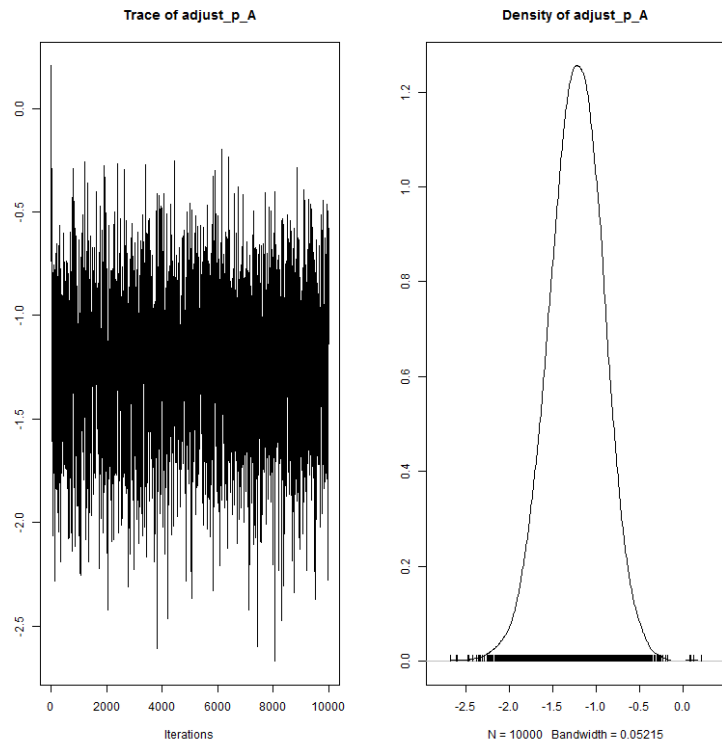 Trace of adjust_p_A
0.0
-0.5
-1.0
-1.5
-2.0
-2.5
0 2000 4000 6000 8000 10000
Iterations
Density of adjust_p_A
1.2
1.0
0.8
0.6
0.4
0.2
0.0
-2.5 -2.0 -1.5 -1.0 -0.5 0.0
N = 10000 Bandwidth = 0.05215